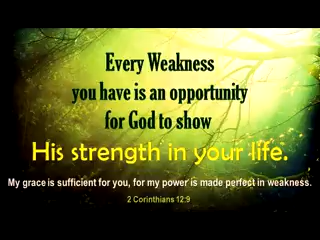 Every Weakness
you have is an opportunity
for God to show
His strength in your life.
My grace is sufficient for you, for my power is made perfect in weakness.
2 Corinthians 12:9